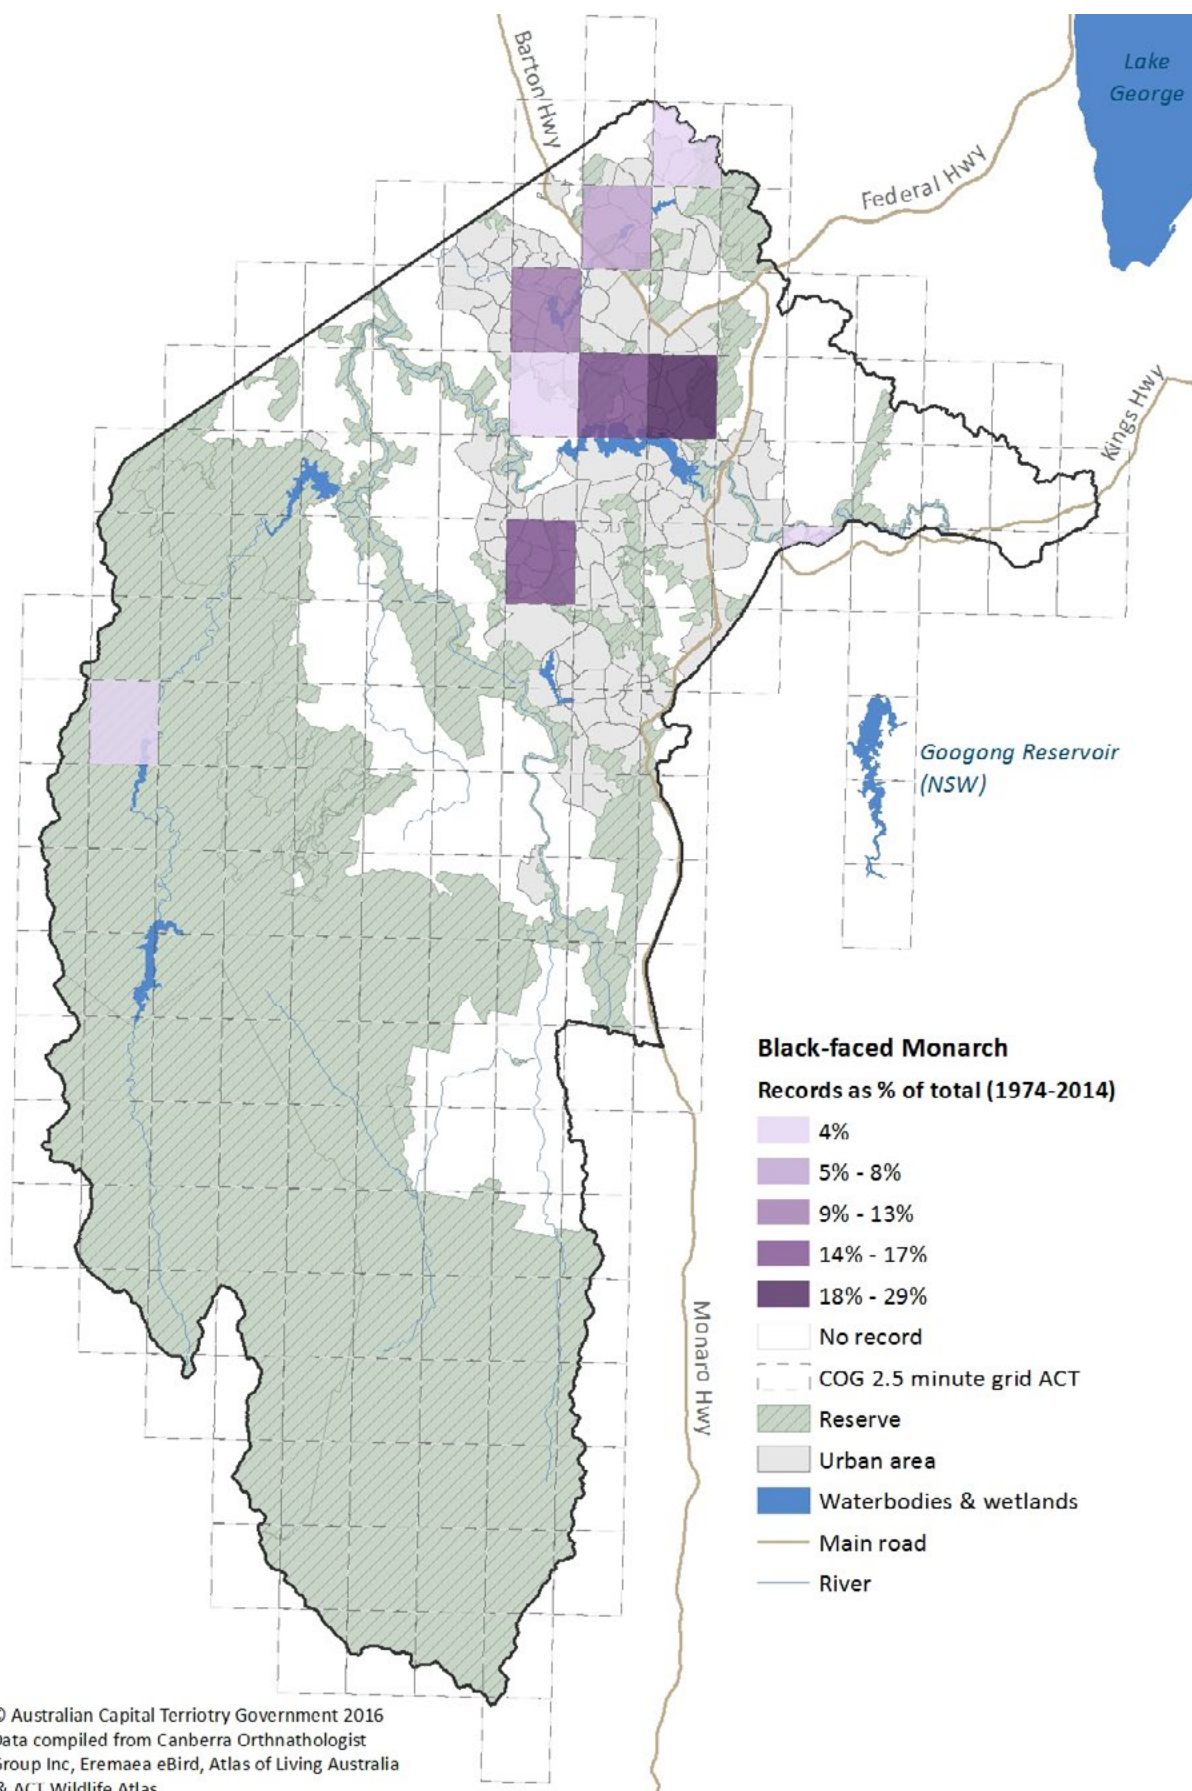 Barton Hwy
Lake
George
Federal Hwy
Kings Hwy
Googong Reservoir
(NSW)
Black-faced Monarch
Records as % of total (1974-2014)
4%
5% - 8%
9% - 13%
14% - 17%
18% - 29%
No record
COG 2.5 minute grid ACT
Reserve
Urban area
Waterbodies & wetlands
Main road
River
Monaro Hwy
© Australian Capital Terriotry Government 2016
Data compiled from Canberra Orthnathologist
Group Inc, Eremaea eBird, Atlas of Living Australia
& ACT Wildlife Atlas